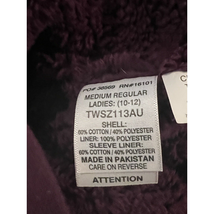 PO# 38085 RN#16101
MEDIUM REGULAR
LADIES: (10-12)
TWSZ113AU
SHELL:
60% COTTON / 40% POLYESTER
LINER: 100% POLYESTER
SLEEVE LINER:
60% COTTON / 40% POLYESTER
MADE IN PAKISTAN
CARE ON REVERSE
ATTENTION